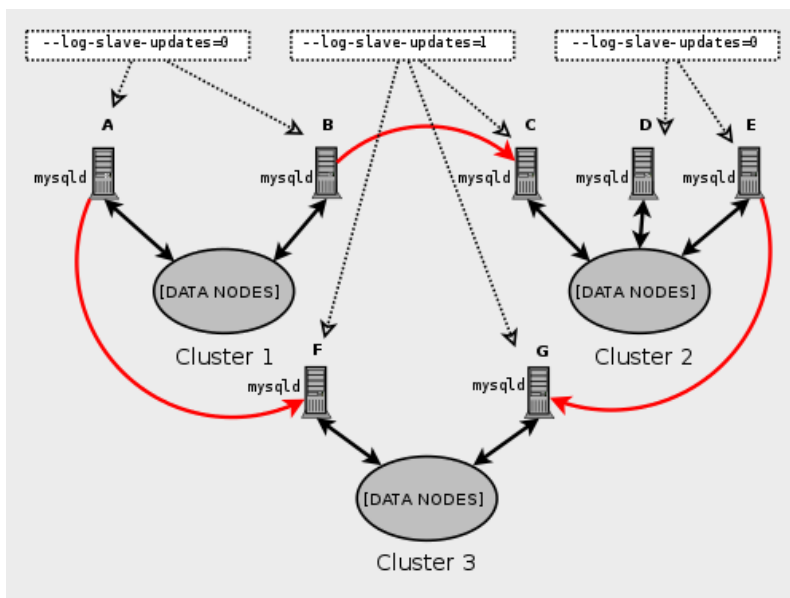 --log-slave-updates=0
--log-slave-updates=1
--log-slave-updates=0
A
B
C
D
E
mysqld
mysqld
mysqld
mysqld
mysqld
[DATA NODES]
[DATA NODES]
Cluster 1
Cluster 2
F
G
mysqld
mysqld
[DATA NODES]
Cluster 3